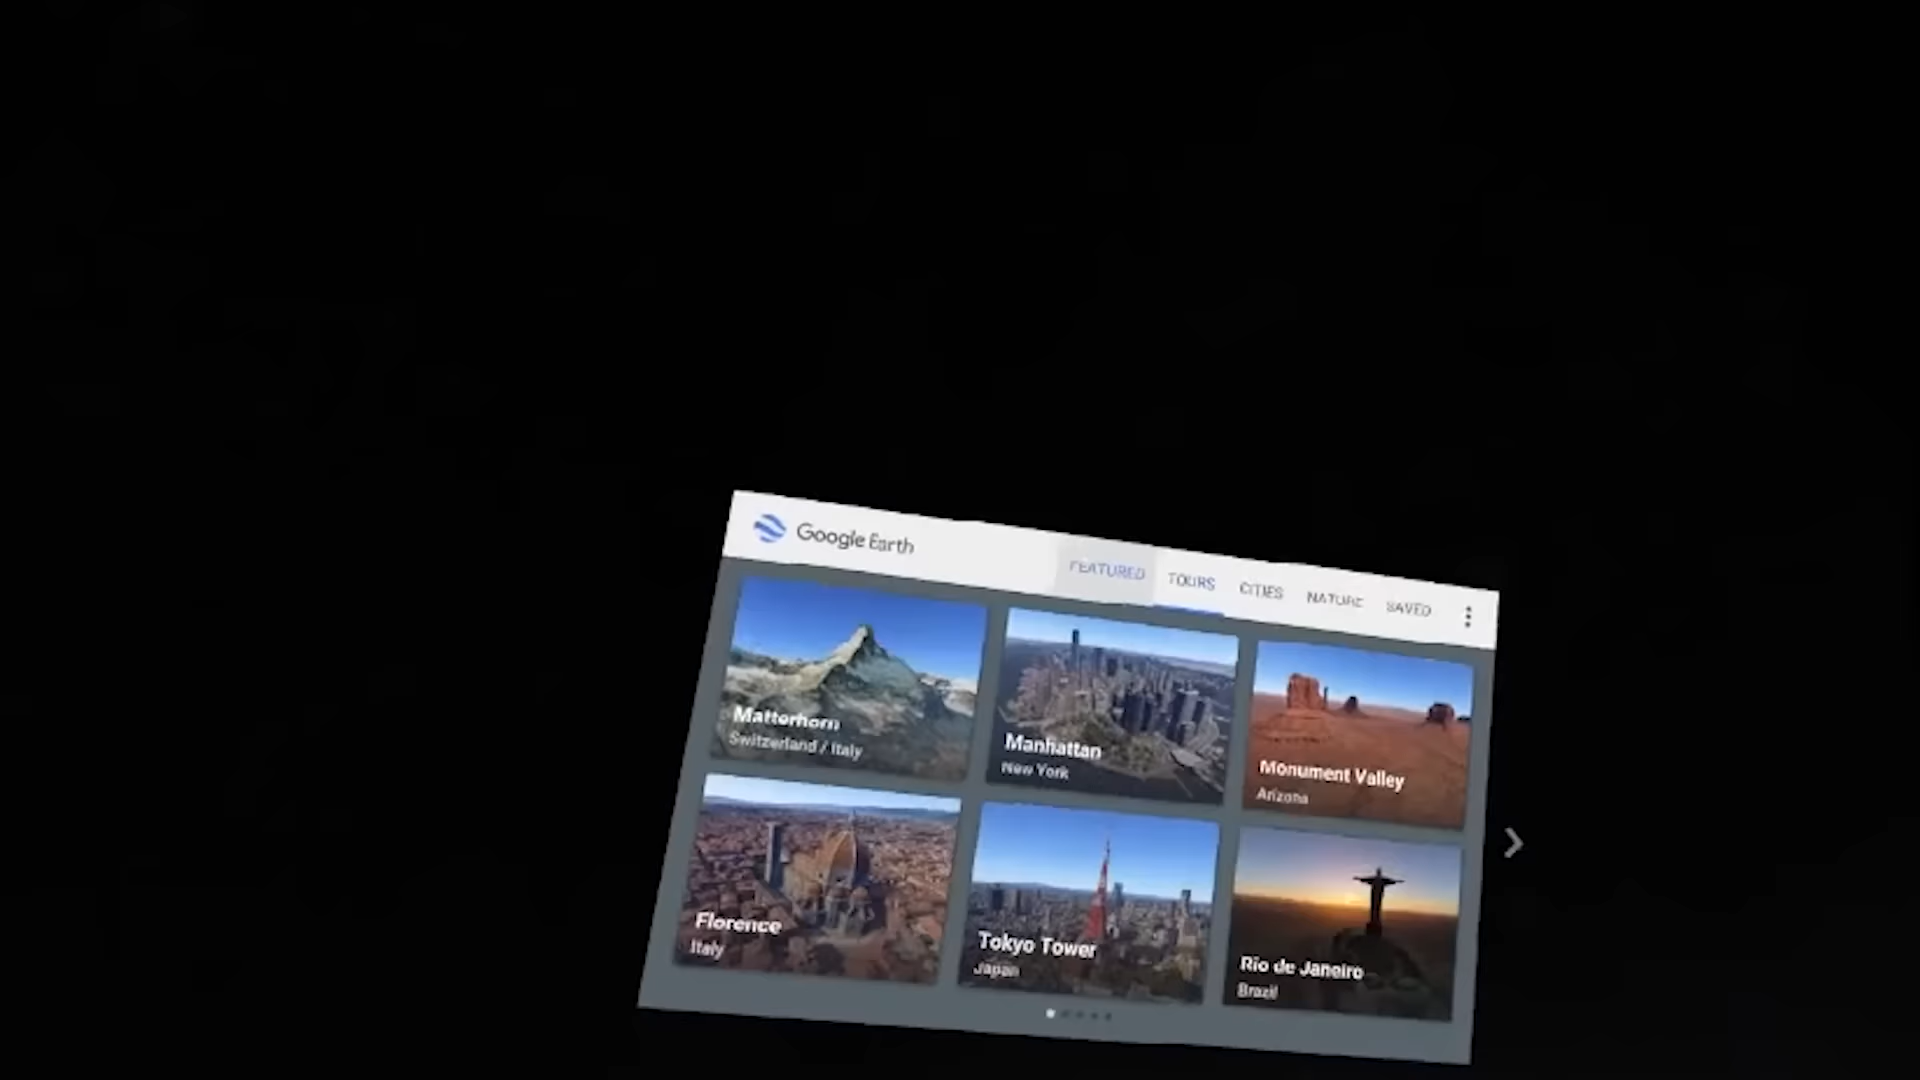 Google Earth
FEATURED TOURS CITIES NATURE SAVED
Matterhorn
Switzerland / Italy
Manhattan
New York
Monument Valley
Arizona
Florence
Italy
Tokyo Tower
Japan
Rio de Janeiro
Brazil